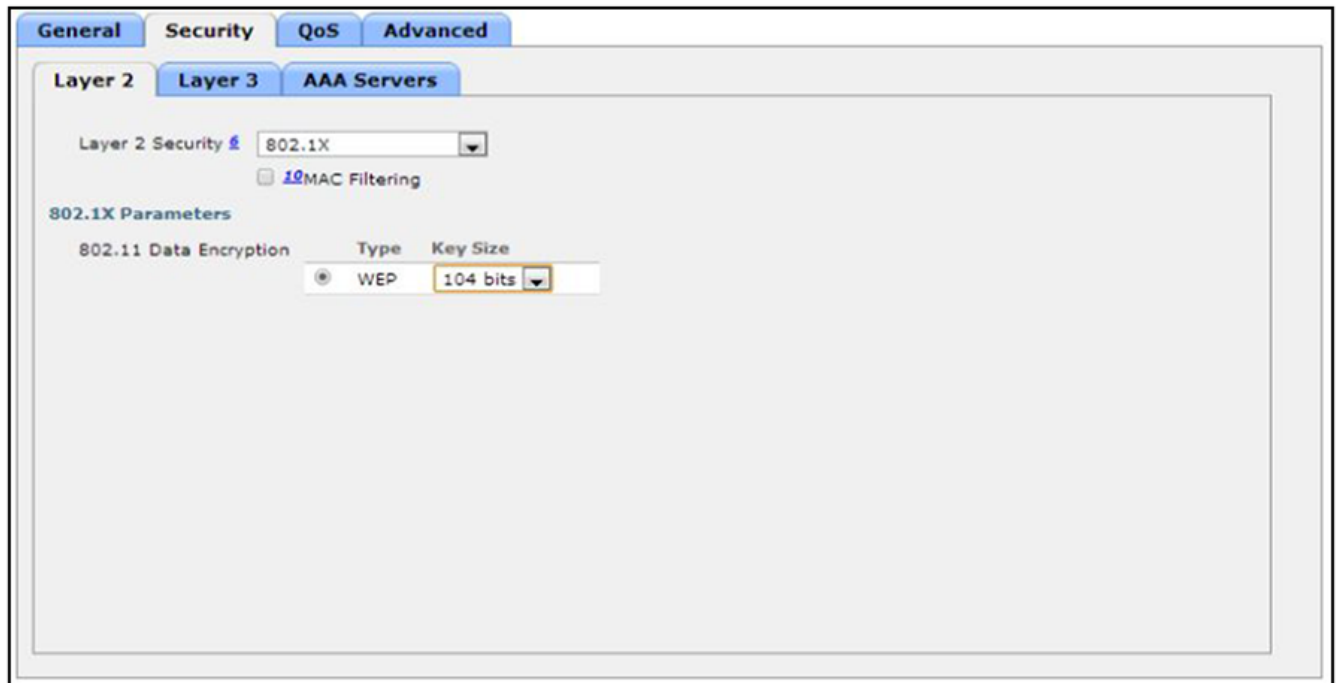 General Security QoS Advanced
Layer 2 Layer 3 AAA Servers
Layer 2 Security 6 802.1X
10MAC Filtering
802.1X Parameters
802.11 Data Encryption Type Key Size
WEP 104 bits